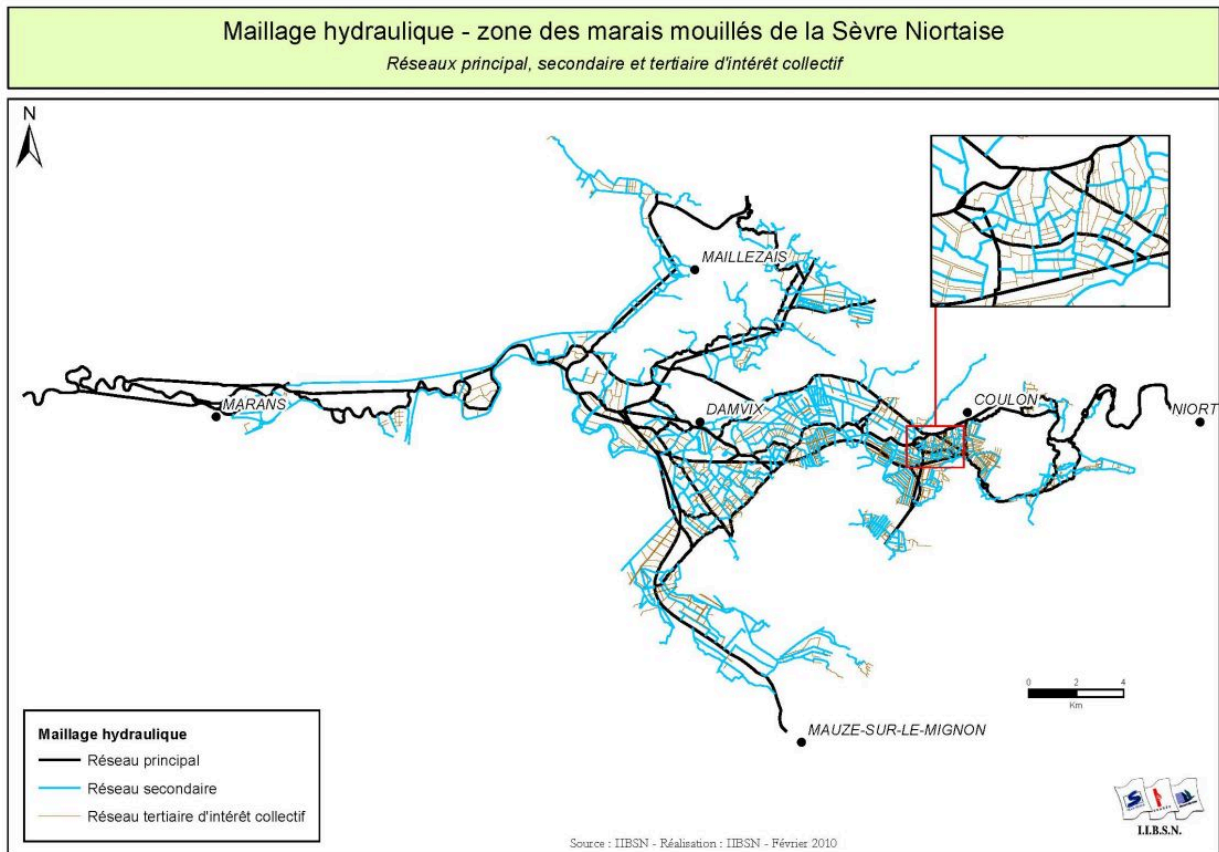 Maillage hydraulique - zone des marais mouillés de la Sèvre Niortaise
Réseaux principal, secondaire et tertiaire d'intérêt collectif
N
MAILLEZAIS
MARANS
DAMVIX
COULON
NIORT
MAUZE-SUR-LE-MIGNON
0 2 4
Km
Maillage hydraulique
Réseau principal
Réseau secondaire
Réseau tertiaire d'intérêt collectif
I.I.B.S.N.
Source : IIBSN - Réalisation : IIBSN - Février 2010